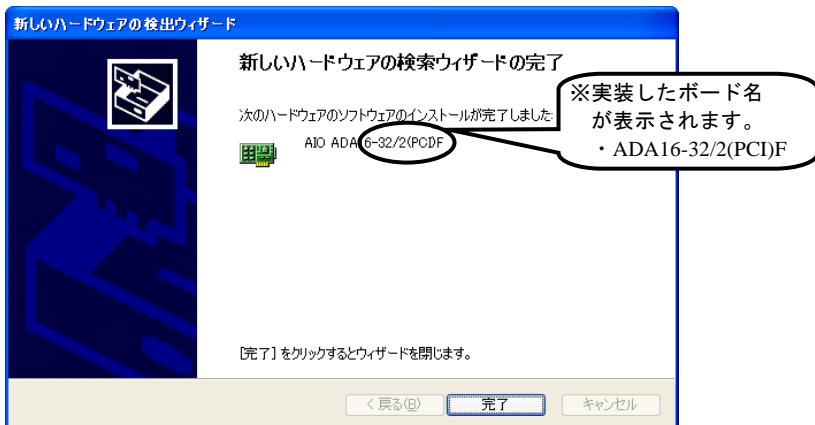 新しいハードウェアの検出ウィザード
新しいハードウェアの検索ウィザードの完了
次のハードウェアのソフトウェアのインストールが完了しました:
AIO ADA16-32/2(PCI)F
※実装したボード名
が表示されます。
・ADA16-32/2(PCI)F
[完了] をクリックするとウィザードを閉じます。
< 戻る(B)
完了
キャンセル